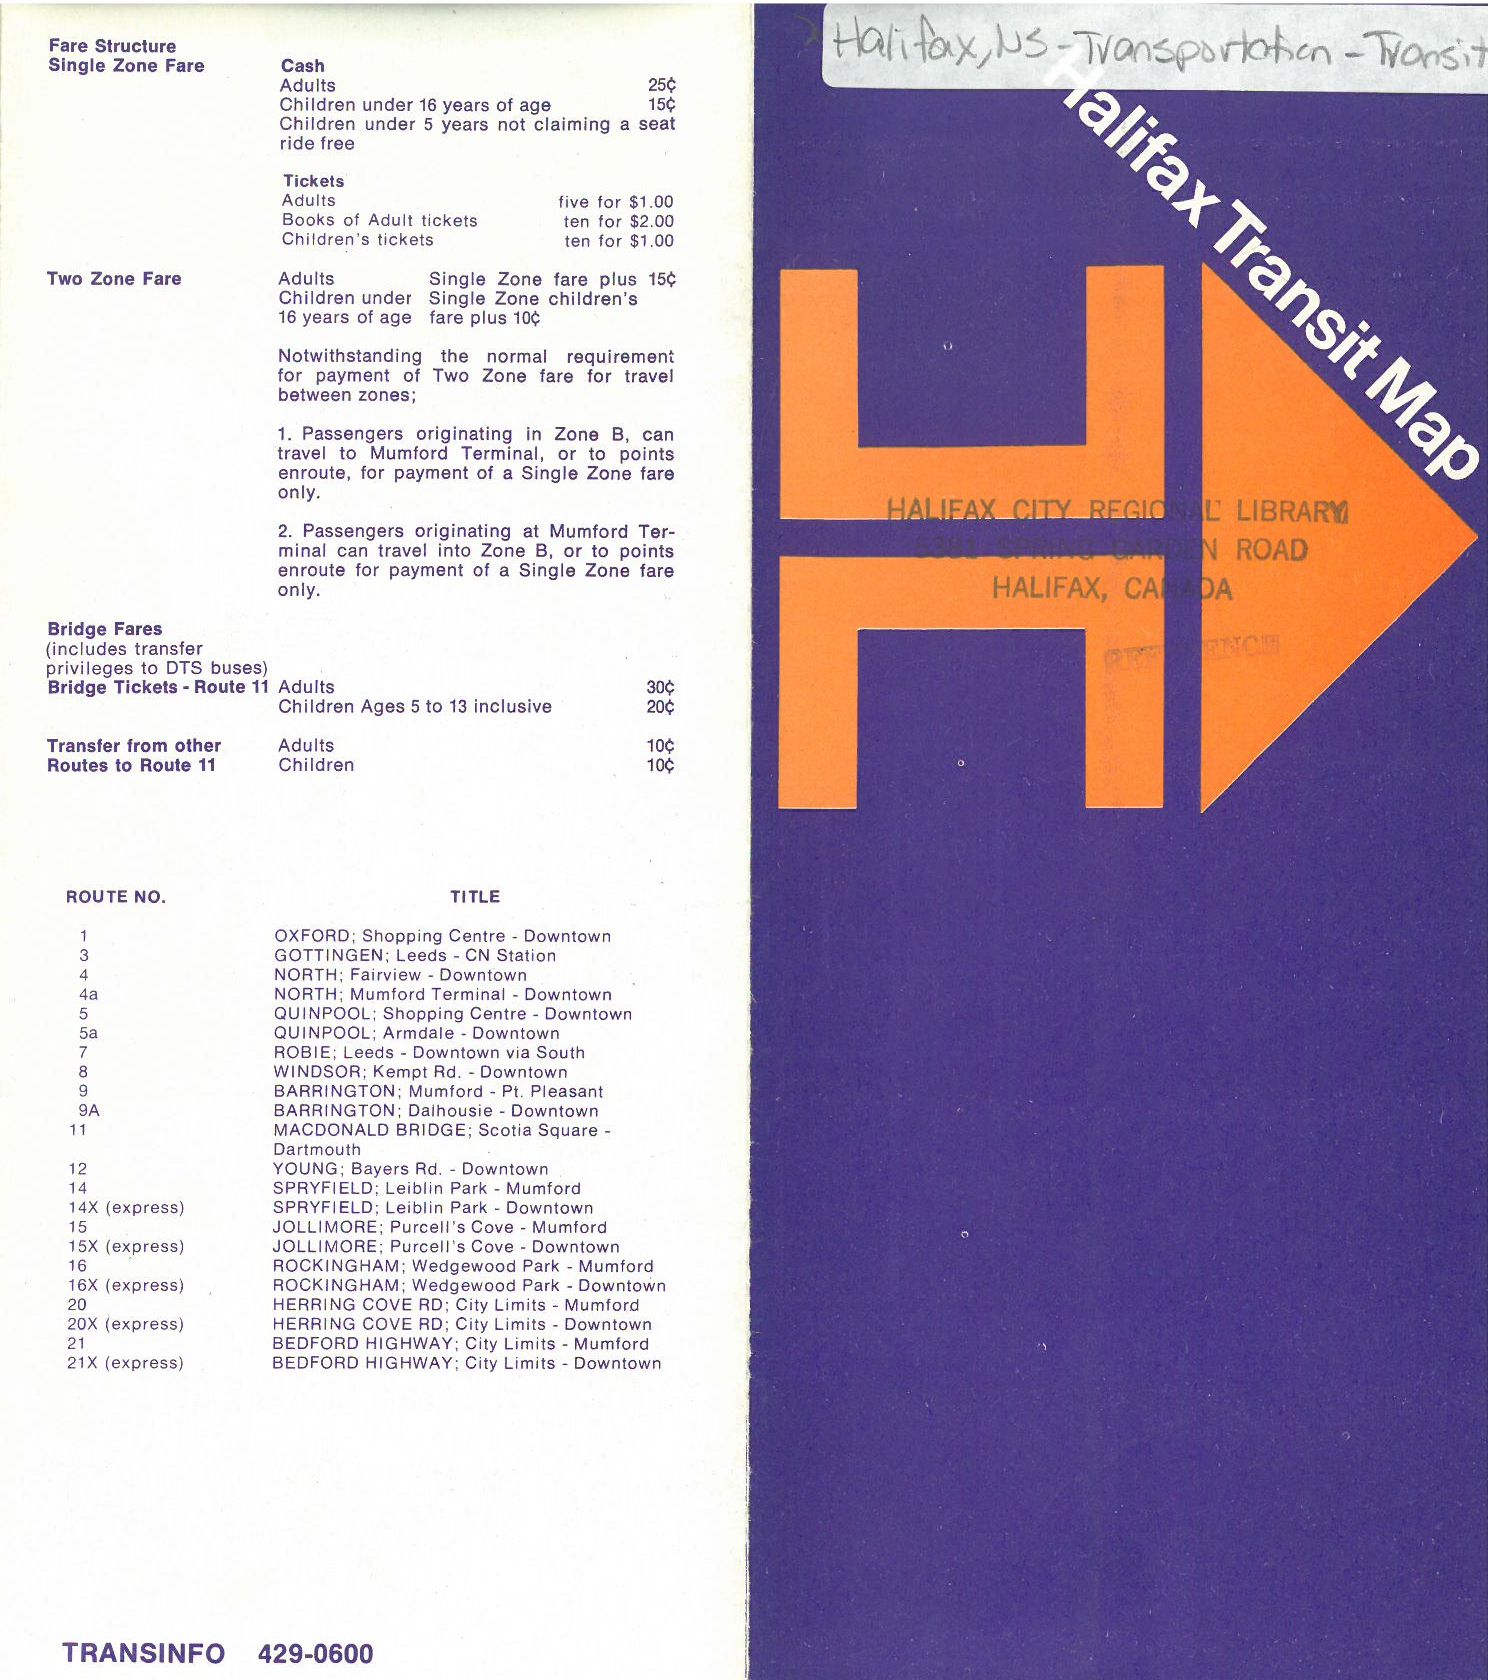 Fare Structure
Single Zone Fare
Cash
Adults 25¢
Children under 16 years of age 15¢
Children under 5 years not claiming a seat
ride free
Tickets
Adults five for $1.00
Books of Adult tickets ten for $2.00
Children's tickets ten for $1.00
Two Zone Fare
Adults Single Zone fare plus 15¢
Children under Single Zone children's
16 years of age fare plus 10¢
Notwithstanding the normal requirement
for payment of Two Zone fare for travel
between zones;
1. Passengers originating in Zone B, can
travel to Mumford Terminal, or to points
enroute, for payment of a Single Zone fare
only.
2. Passengers originating at Mumford Ter-
minal can travel into Zone B, or to points
enroute for payment of a Single Zone fare
only.
Bridge Fares
(includes transfer
privileges to DTS buses)
Bridge Tickets - Route 11 Adults 30¢
Children Ages 5 to 13 inclusive 20¢
Transfer from other Adults 10¢
Routes to Route 11 Children 10¢
ROUTE NO. TITLE
1 OXFORD; Shopping Centre - Downtown
3 GOTTINGEN; Leeds - CN Station
4 NORTH; Fairview - Downtown
4a NORTH; Mumford Terminal - Downtown
5 QUINPOOL; Shopping Centre - Downtown
5a QUINPOOL; Armdale - Downtown
7 ROBIE; Leeds - Downtown via South
8 WINDSOR; Kempt Rd. - Downtown
9 BARRINGTON; Mumford - Pt. Pleasant
9A BARRINGTON; Dalhousie - Downtown
11 MACDONALD BRIDGE; Scotia Square -
Dartmouth
12 YOUNG; Bayers Rd. - Downtown
14 SPRYFIELD; Leiblin Park - Mumford
14X (express) SPRYFIELD; Leiblin Park - Downtown
15 JOLLIMORE; Purcell's Cove - Mumford
15X (express) JOLLIMORE; Purcell's Cove - Downtown
16 ROCKINGHAM; Wedgewood Park - Mumford
16X (express) ROCKINGHAM; Wedgewood Park - Downtown
20 HERRING COVE RD; City Limits - Mumford
20X (express) HERRING COVE RD; City Limits - Downtown
21 BEDFORD HIGHWAY; City Limits - Mumford
21X (express) BEDFORD HIGHWAY; City Limits - Downtown
TRANSINFO 429-0600
Halifax, NS - Transportation - Transit
Halifax Transit Map
HALIFAX CITY REGIONAL LIBRARY
5381 SPRING GARDEN ROAD
HALIFAX, CANADA
REFERENCE